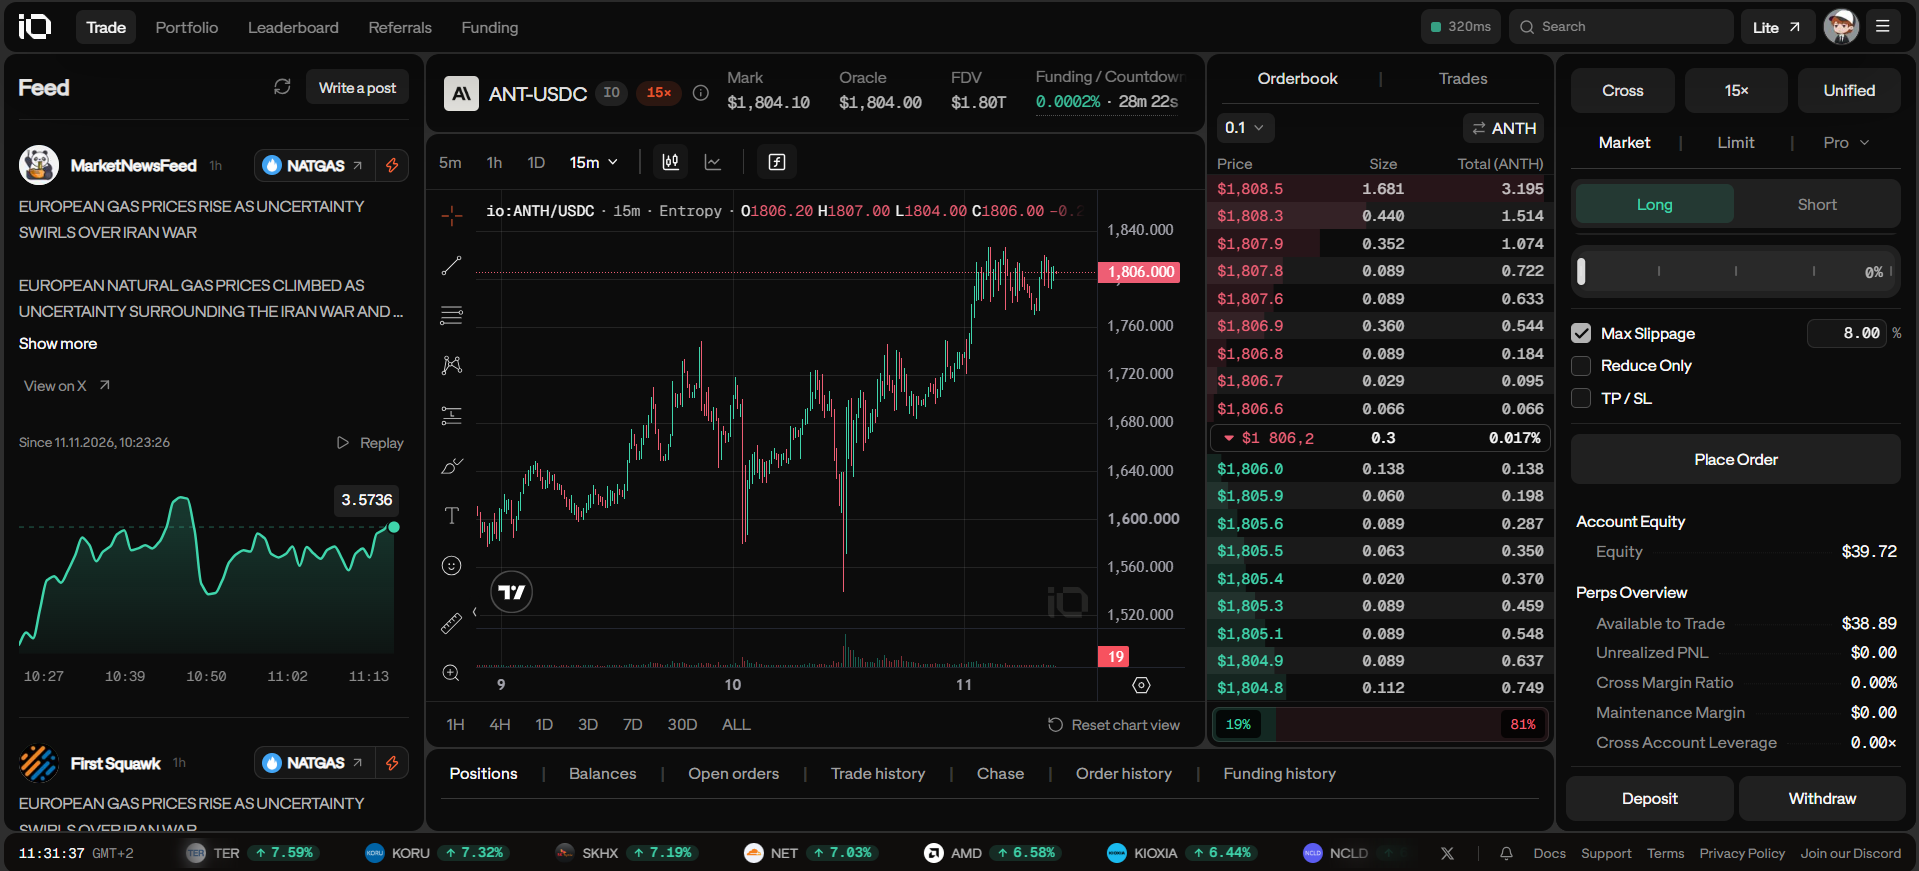 iO
Trade
Portfolio
Leaderboard
Referrals
Funding
320ms
Search
Lite
Feed
Write a post
MarketNewsFeed 1h
NATGAS
EUROPEAN GAS PRICES RISE AS UNCERTAINTY
SWIRLS OVER IRAN WAR
EUROPEAN NATURAL GAS PRICES CLIMBED AS
UNCERTAINTY SURROUNDING THE IRAN WAR AND ...
Show more
View on X
Since 11.11.2026, 10:23:26
Replay
3.5736
10:27 10:39 10:50 11:02 11:13
First Squawk 1h
NATGAS
EUROPEAN GAS PRICES RISE AS UNCERTAINTY
SWIRLS OVER IRAN WAR
A\
ANT-USDC IO 15×
Mark
$1,804.10
Oracle
$1,804.00
FDV
$1.80T
Funding / Countdown
0.0002% · 28m 22s
5m 1h 1D 15m
io:ANTH/USDC · 15m · Entropy · O1806.20 H1807.00 L1804.00 C1806.00
1,840.000
1,806.000
1,760.000
1,720.000
1,680.000
1,640.000
1,600.000
1,560.000
1,520.000
iO
19
9 10 11
1H 4H 1D 3D 7D 30D ALL
Reset chart view
Positions | Balances | Open orders | Trade history | Chase | Order history | Funding history
Orderbook | Trades
0.1
ANTH
Price Size Total (ANTH)
$1,808.5 1.681 3.195
$1,808.3 0.440 1.514
$1,807.9 0.352 1.074
$1,807.8 0.089 0.722
$1,807.6 0.089 0.633
$1,806.9 0.360 0.544
$1,806.8 0.089 0.184
$1,806.7 0.029 0.095
$1,806.6 0.066 0.066
$1 806,2 0.3 0.017%
$1,806.0 0.138 0.138
$1,805.9 0.060 0.198
$1,805.6 0.089 0.287
$1,805.5 0.063 0.350
$1,805.4 0.020 0.370
$1,805.3 0.089 0.459
$1,805.1 0.089 0.548
$1,804.9 0.089 0.637
$1,804.8 0.112 0.749
19% 81%
Cross 15× Unified
Market | Limit | Pro
Long Short
0%
Max Slippage 8.00 %
Reduce Only
TP / SL
Place Order
Account Equity
Equity $39.72
Perps Overview
Available to Trade $38.89
Unrealized PNL $0.00
Cross Margin Ratio 0.00%
Maintenance Margin $0.00
Cross Account Leverage 0.00×
Deposit Withdraw
11:31:37 GMT+2
TER TER 7.59%
KORU KORU 7.32%
SKHX 7.19%
NET 7.03%
AMD 6.58%
KIOXIA KIOXIA 6.44%
NCLD NCLD
Docs Support Terms Privacy Policy Join our Discord